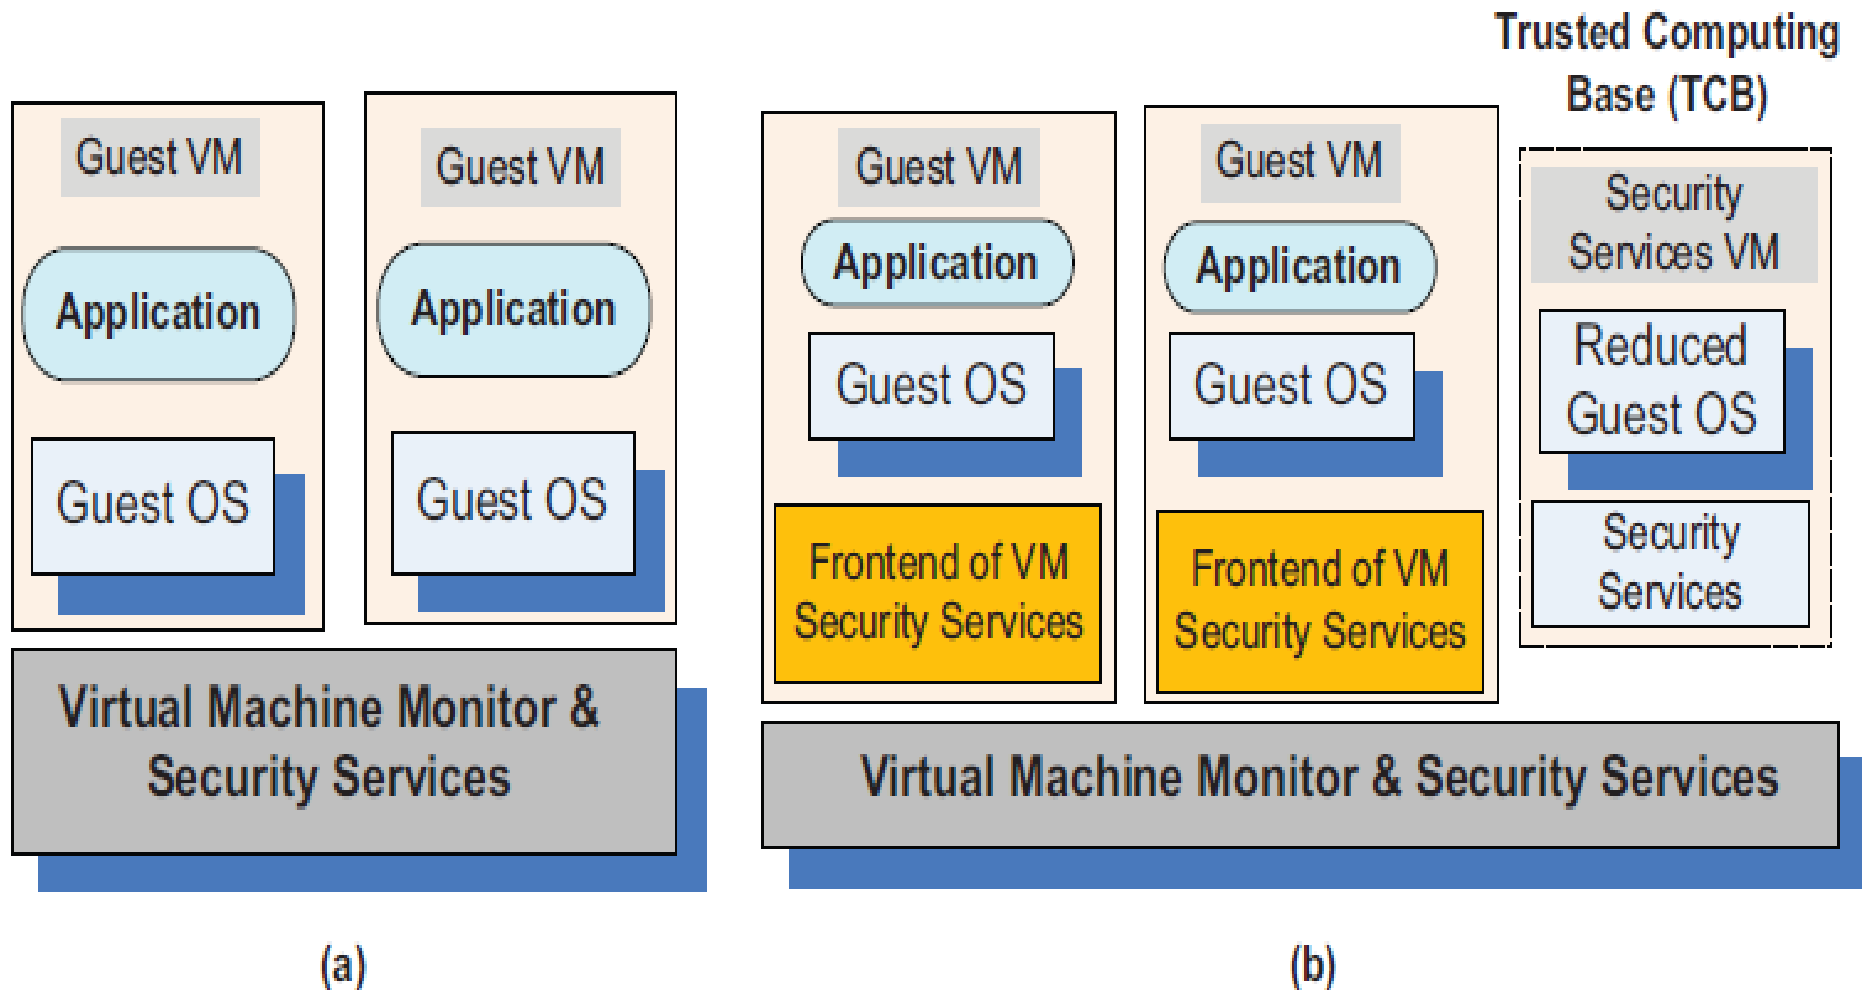 Guest VM
Application
Guest OS
Guest VM
Application
Guest OS
Virtual Machine Monitor &
Security Services
(a)
Guest VM
Application
Guest OS
Frontend of VM
Security Services
Guest VM
Application
Guest OS
Frontend of VM
Security Services
Trusted Computing
Base (TCB)
Security
Services VM
Reduced
Guest OS
Security
Services
Virtual Machine Monitor & Security Services
(b)